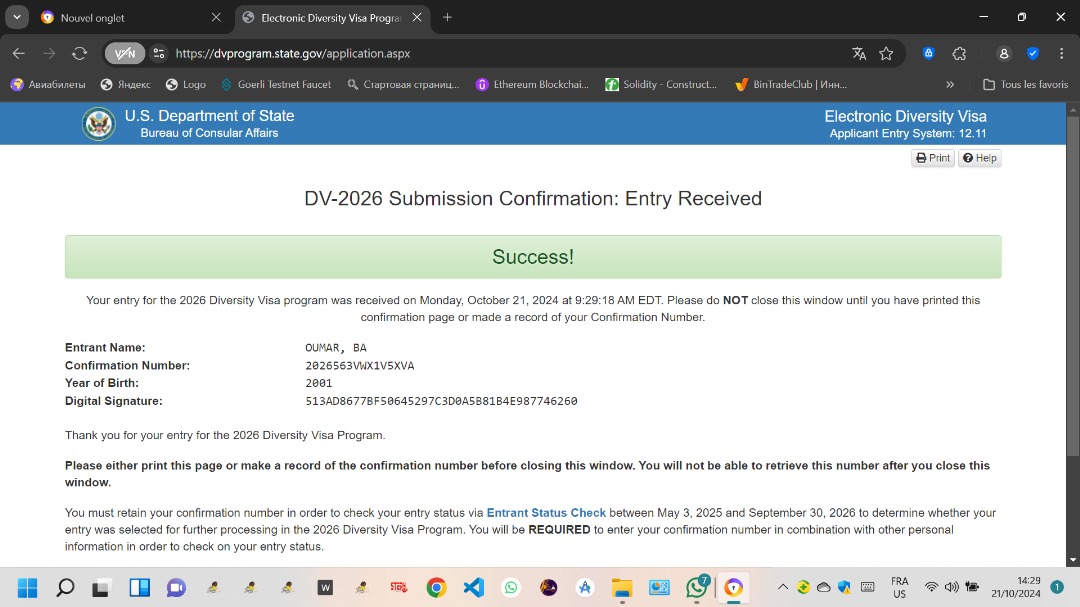 Nouvel onglet
Electronic Diversity Visa Progra
VPN
https://dvprogram.state.gov/application.aspx
Авиабилеты Яндекс Logo Goerli Testnet Faucet Стартовая страниц... Ethereum Blockchai... Solidity - Construct... BinTradeClub | Инн... » Tous les favoris
U.S. Department of State Electronic Diversity Visa
Bureau of Consular Affairs Applicant Entry System: 12.11
Print Help
DV-2026 Submission Confirmation: Entry Received
Success!
Your entry for the 2026 Diversity Visa program was received on Monday, October 21, 2024 at 9:29:18 AM EDT. Please do NOT close this window until you have printed this
confirmation page or made a record of your Confirmation Number.
Entrant Name: OUMAR, BA
Confirmation Number: 2026563VWX1V5XVA
Year of Birth: 2001
Digital Signature: 513AD8677BF50645297C3D0A5B81B4E987746260
Thank you for your entry for the 2026 Diversity Visa Program.
Please either print this page or make a record of the confirmation number before closing this window. You will not be able to retrieve this number after you close this
window.
You must retain your confirmation number in order to check your entry status via Entrant Status Check between May 3, 2025 and September 30, 2026 to determine whether your
entry was selected for further processing in the 2026 Diversity Visa Program. You will be REQUIRED to enter your confirmation number in combination with other personal
information in order to check on your entry status.
W
7
FRA
US
14:29
21/10/2024
1